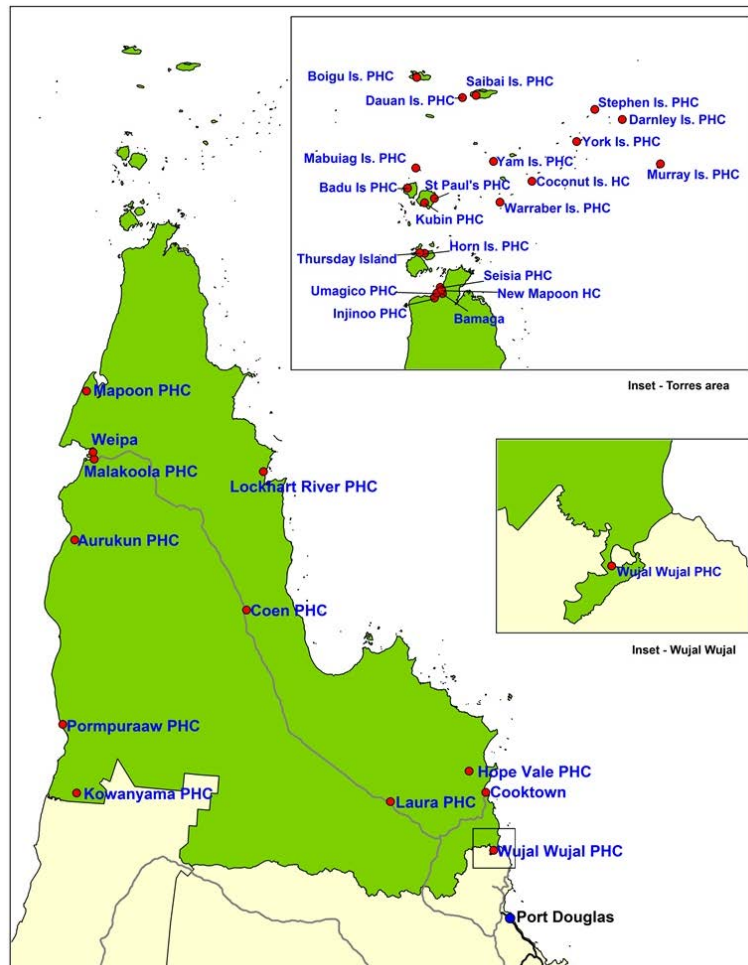 Boigu Is. PHC
Saibai Is. PHC
Dauan Is. PHC
Stephen Is. PHC
Darnley Is. PHC
York Is. PHC
Mabuiag Is. PHC
Yam Is. PHC
Murray Is. PHC
Badu Is PHC
St Paul's PHC
Coconut Is. HC
Kubin PHC
Warraber Is. PHC
Thursday Island
Horn Is. PHC
Seisia PHC
Umagico PHC
New Mapoon HC
Injinoo PHC
Bamaga
Inset - Torres area
Mapoon PHC
Weipa
Malakoola PHC
Lockhart River PHC
Aurukun PHC
Wujal Wujal PHC
Coen PHC
Inset - Wujal Wujal
Pormpuraaw PHC
Hope Vale PHC
Kowanyama PHC
Cooktown
Laura PHC
Wujal Wujal PHC
Port Douglas